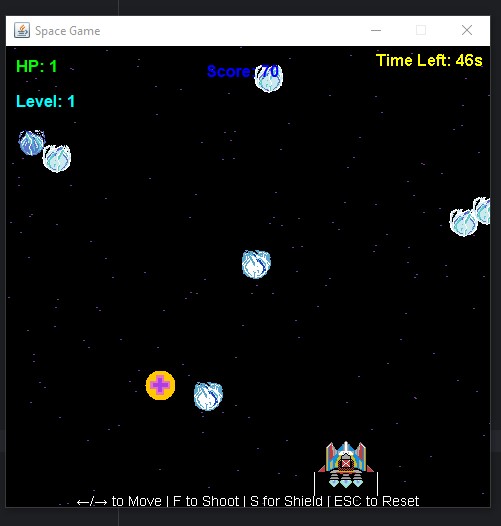 Space Game
HP: 1
Score: 70
Time Left: 46s
Level: 1
←/→ to Move | F to Shoot | S for Shield | ESC to Reset